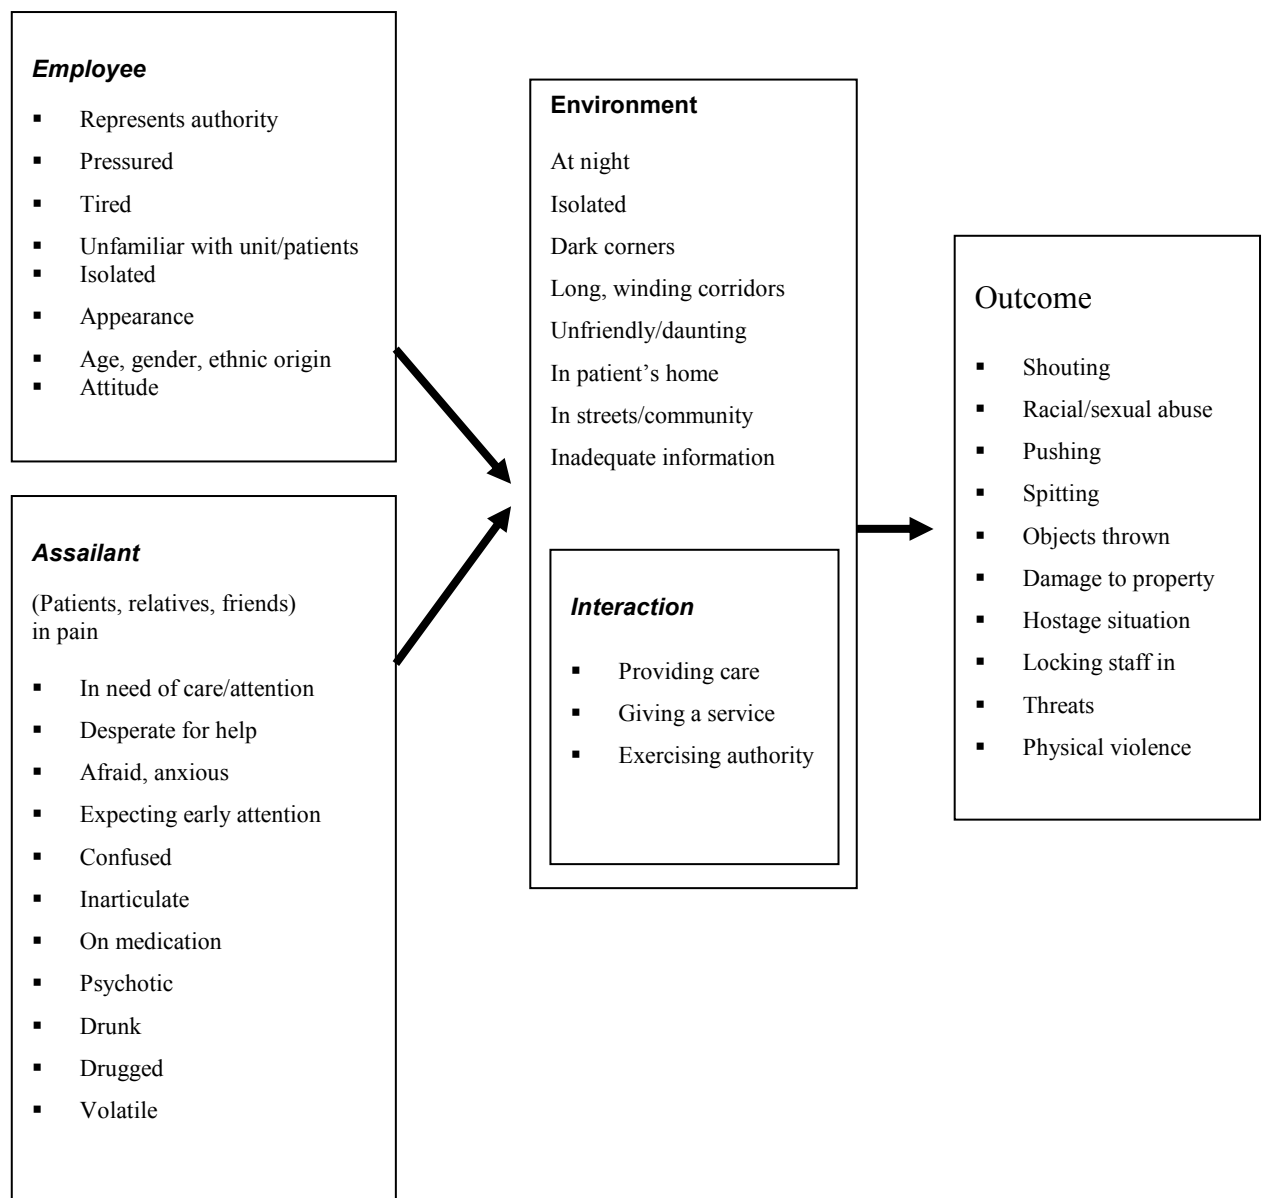 Employee
▪ Represents authority
▪ Pressured
▪ Tired
▪ Unfamiliar with unit/patients
▪ Isolated
▪ Appearance
▪ Age, gender, ethnic origin
▪ Attitude
Assailant
(Patients, relatives, friends)
in pain
▪ In need of care/attention
▪ Desperate for help
▪ Afraid, anxious
▪ Expecting early attention
▪ Confused
▪ Inarticulate
▪ On medication
▪ Psychotic
▪ Drunk
▪ Drugged
▪ Volatile
Environment
At night
Isolated
Dark corners
Long, winding corridors
Unfriendly/daunting
In patient’s home
In streets/community
Inadequate information
Interaction
▪ Providing care
▪ Giving a service
▪ Exercising authority
Outcome
▪ Shouting
▪ Racial/sexual abuse
▪ Pushing
▪ Spitting
▪ Objects thrown
▪ Damage to property
▪ Hostage situation
▪ Locking staff in
▪ Threats
▪ Physical violence